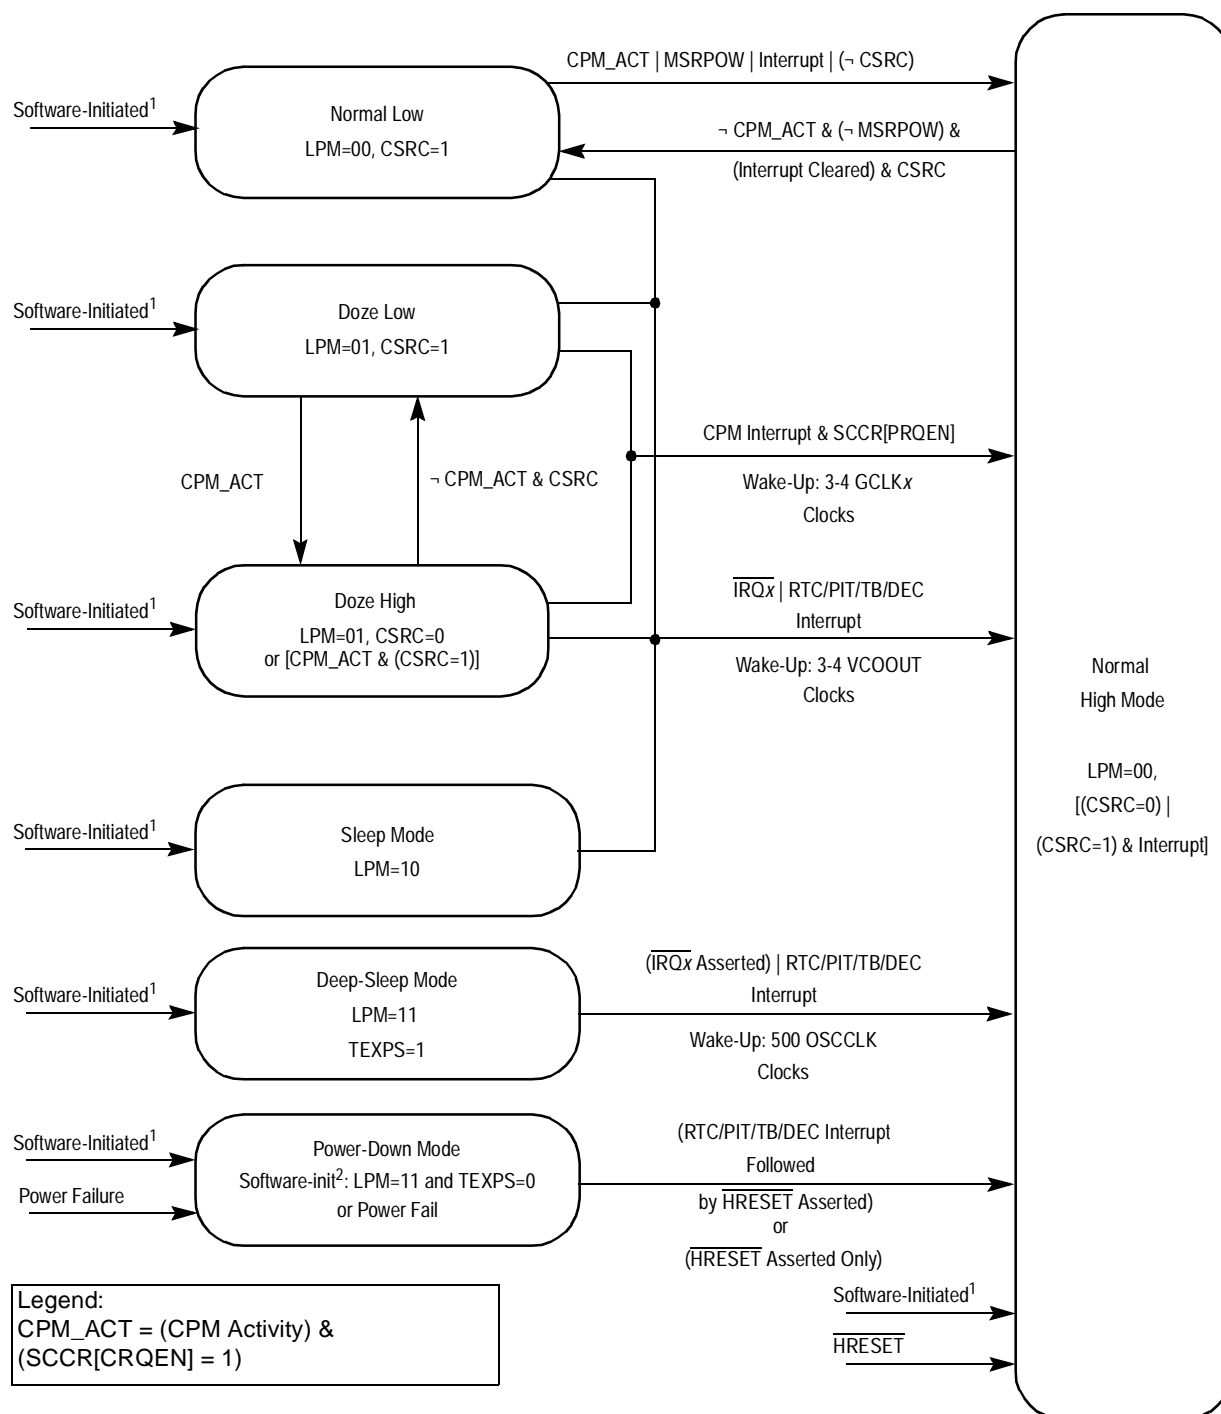 CPM_ACT | MSRPOW | Interrupt | (¬ CSRC)
Software-Initiated1
Normal Low
LPM=00, CSRC=1
¬ CPM_ACT & (¬ MSRPOW) &
(Interrupt Cleared) & CSRC
Software-Initiated1
Doze Low
LPM=01, CSRC=1
CPM_ACT
¬ CPM_ACT & CSRC
CPM Interrupt & SCCR[PRQEN]
Wake-Up: 3-4 GCLKx
Clocks
Software-Initiated1
Doze High
LPM=01, CSRC=0
or [CPM_ACT & (CSRC=1)]
IRQx | RTC/PIT/TB/DEC
Interrupt
Wake-Up: 3-4 VCOOUT
Clocks
Normal
High Mode
LPM=00,
[(CSRC=0) |
(CSRC=1) & Interrupt]
Software-Initiated1
Sleep Mode
LPM=10
Software-Initiated1
Deep-Sleep Mode
LPM=11
TEXPS=1
(IRQx Asserted) | RTC/PIT/TB/DEC
Interrupt
Wake-Up: 500 OSCCLK
Clocks
Software-Initiated1
Power Failure
Power-Down Mode
Software-init2: LPM=11 and TEXPS=0
or Power Fail
(RTC/PIT/TB/DEC Interrupt
Followed
by HRESET Asserted)
or
(HRESET Asserted Only)
Software-Initiated1
HRESET
Legend:
CPM_ACT = (CPM Activity) &
(SCCR[CRQEN] = 1)